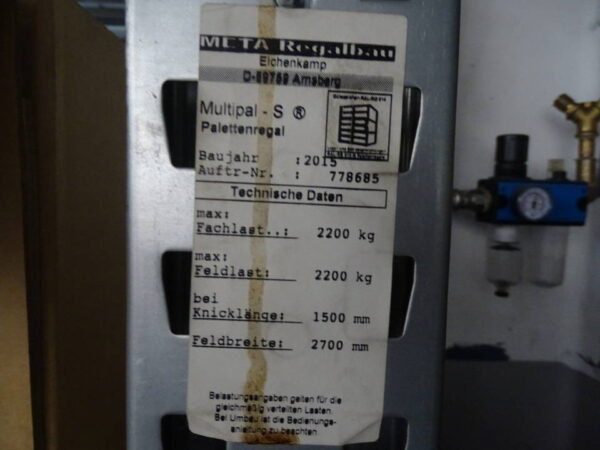 META Regalbau
Eichenkamp
D-59759 Arnsberg
Multipal - S ®
Palettenregal
Baujahr : 2015
Auftr-Nr. : 778685
Technische Daten
max:
Fachlast..: 2200 kg
max:
Feldlast: 2200 kg
bei
Knicklänge: 1500 mm
Feldbreite: 2700 mm
Belastungsangaben gelten für die
gleichmäßig verteilten Lasten.
Bei Umbau ist die Bedienungs-
anleitung zu beachten.